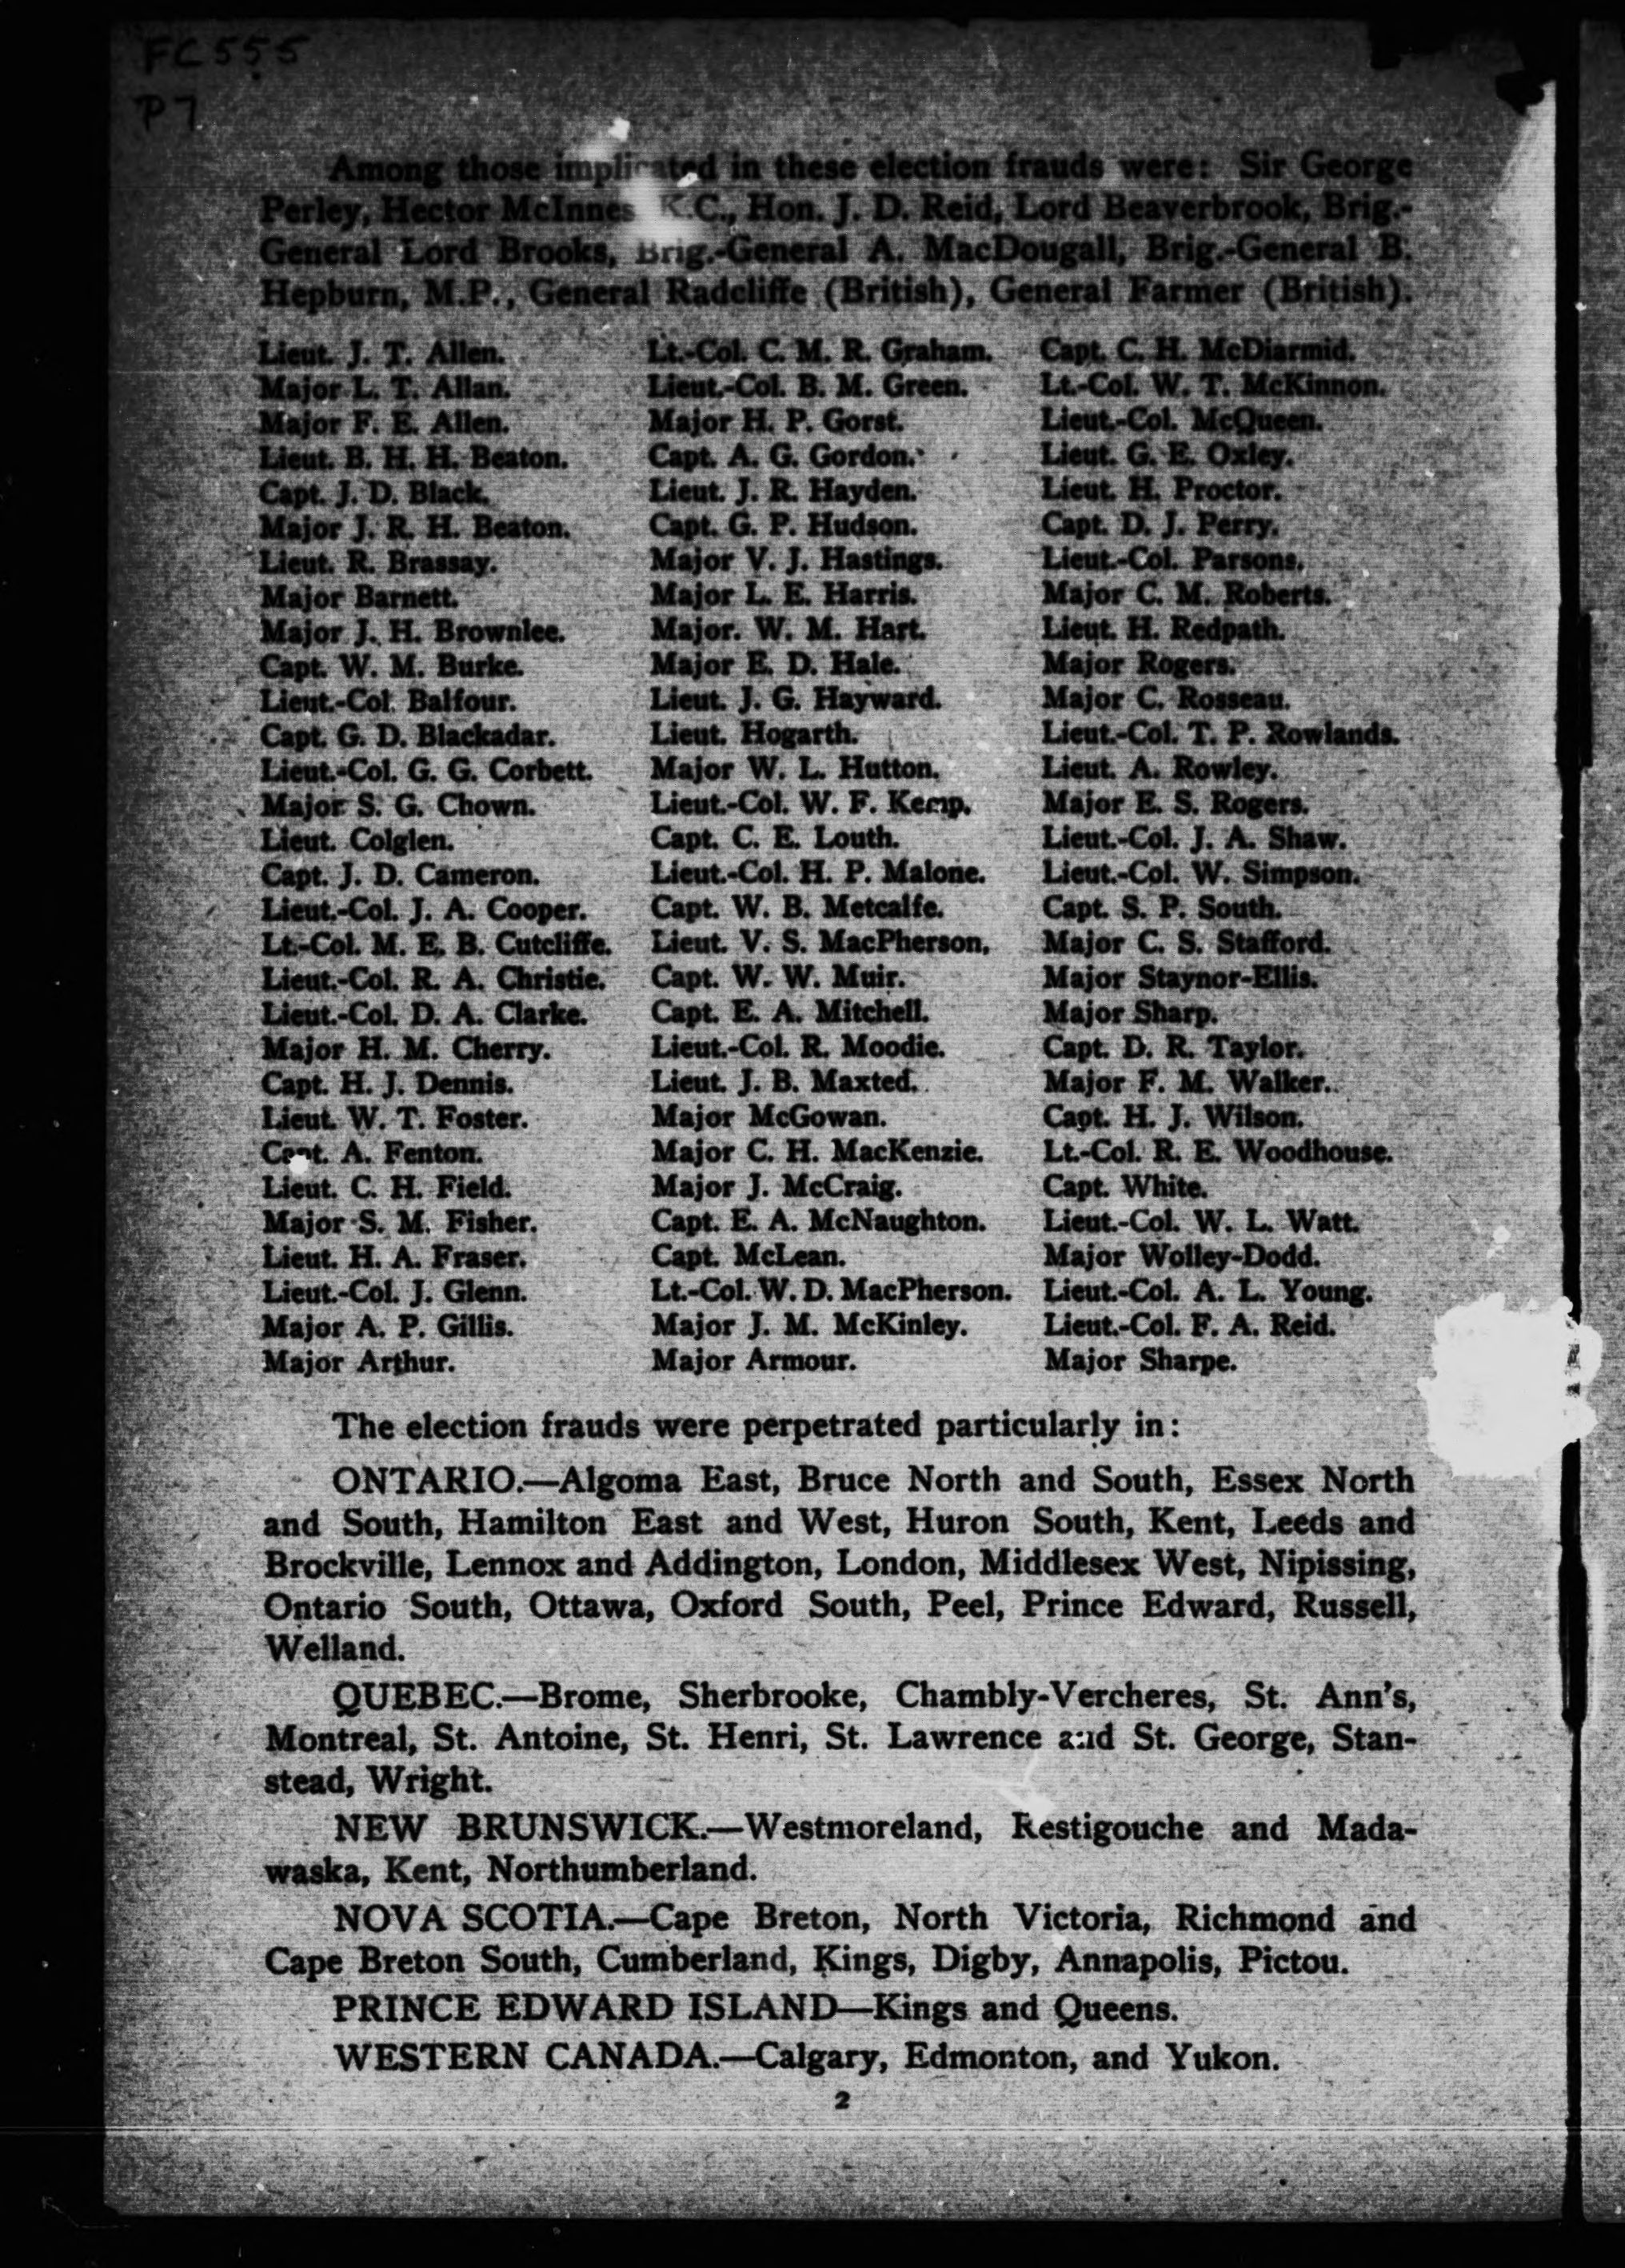 FC555
P7
Among those implicated in these election frauds were: Sir George
Perley, Hector McInnes K.C., Hon. J. D. Reid, Lord Beaverbrook, Brig.-
General Lord Brooks, Brig.-General A. MacDougall, Brig.-General B.
Hepburn, M.P., General Radcliffe (British), General Farmer (British).
Lieut. J. T. Allen.
Major L. T. Allan.
Major F. E. Allen.
Lieut. B. H. H. Beaton.
Capt. J. D. Black.
Major J. R. H. Beaton.
Lieut. R. Brassay.
Major Barnett.
Major J. H. Brownlee.
Capt. W. M. Burke.
Lieut.-Col. Balfour.
Capt. G. D. Blackadar.
Lieut.-Col. G. G. Corbett.
Major S. G. Chown.
Lieut. Colglen.
Capt. J. D. Cameron.
Lieut.-Col. J. A. Cooper.
Lt.-Col. M. E. B. Cutcliffe.
Lieut.-Col. R. A. Christie.
Lieut.-Col. D. A. Clarke.
Major H. M. Cherry.
Capt. H. J. Dennis.
Lieut. W. T. Foster.
Capt. A. Fenton.
Lieut. C. H. Field.
Major S. M. Fisher.
Lieut. H. A. Fraser.
Lieut.-Col. J. Glenn.
Major A. P. Gillis.
Major Arthur.
Lt.-Col. C. M. R. Graham.
Lieut.-Col. B. M. Green.
Major H. P. Gorst.
Capt. A. G. Gordon.
Lieut. J. R. Hayden.
Capt. G. P. Hudson.
Major V. J. Hastings.
Major L. E. Harris.
Major. W. M. Hart.
Major E. D. Hale.
Lieut. J. G. Hayward.
Lieut. Hogarth.
Major W. L. Hutton.
Lieut.-Col. W. F. Kemp.
Capt. C. E. Louth.
Lieut.-Col. H. P. Malone.
Capt. W. B. Metcalfe.
Lieut. V. S. MacPherson,
Capt. W. W. Muir.
Capt. E. A. Mitchell.
Lieut.-Col. R. Moodie.
Lieut. J. B. Maxted.
Major McGowan.
Major C. H. MacKenzie.
Major J. McCraig.
Capt. E. A. McNaughton.
Capt. McLean.
Lt.-Col. W. D. MacPherson.
Major J. M. McKinley.
Major Armour.
Capt. C. H. McDiarmid.
Lt.-Col. W. T. McKinnon.
Lieut.-Col. McQueen.
Lieut. G. E. Oxley.
Lieut. H. Proctor.
Capt. D. J. Perry.
Lieut.-Col. Parsons.
Major C. M. Roberts.
Lieut. H. Redpath.
Major Rogers.
Major C. Rosseau.
Lieut.-Col. T. P. Rowlands.
Lieut. A. Rowley.
Major E. S. Rogers.
Lieut.-Col. J. A. Shaw.
Lieut.-Col. W. Simpson.
Capt. S. P. South.
Major C. S. Stafford.
Major Staynor-Ellis.
Major Sharp.
Capt. D. R. Taylor.
Major F. M. Walker.
Capt. H. J. Wilson.
Lt.-Col. R. E. Woodhouse.
Capt. White.
Lieut.-Col. W. L. Watt.
Major Wolley-Dodd.
Lieut.-Col. A. L. Young.
Lieut.-Col. F. A. Reid.
Major Sharpe.
The election frauds were perpetrated particularly in:
ONTARIO.—Algoma East, Bruce North and South, Essex North
and South, Hamilton East and West, Huron South, Kent, Leeds and
Brockville, Lennox and Addington, London, Middlesex West, Nipissing,
Ontario South, Ottawa, Oxford South, Peel, Prince Edward, Russell,
Welland.
QUEBEC.—Brome, Sherbrooke, Chambly-Vercheres, St. Ann's,
Montreal, St. Antoine, St. Henri, St. Lawrence and St. George, Stan-
stead, Wright.
NEW BRUNSWICK.—Westmoreland, Restigouche and Mada-
waska, Kent, Northumberland.
NOVA SCOTIA.—Cape Breton, North Victoria, Richmond and
Cape Breton South, Cumberland, Kings, Digby, Annapolis, Pictou.
PRINCE EDWARD ISLAND—Kings and Queens.
WESTERN CANADA.—Calgary, Edmonton, and Yukon.
2